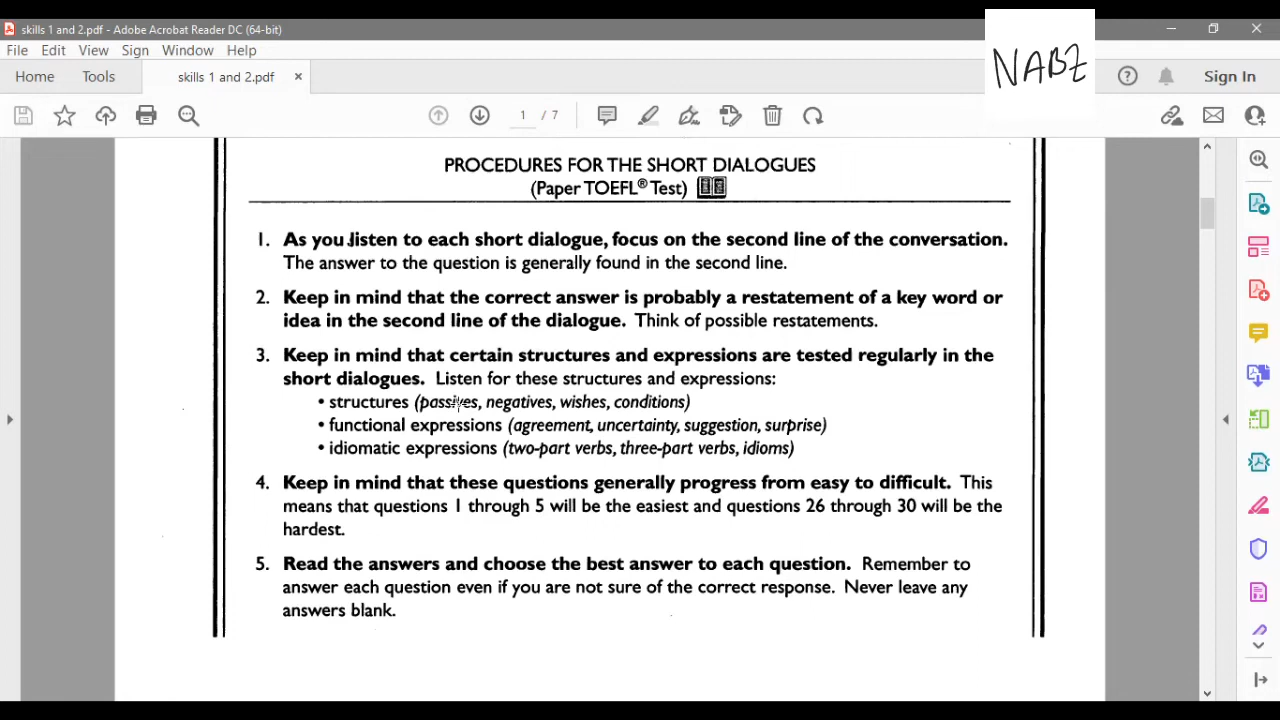 skills 1 and 2.pdf - Adobe Acrobat Reader DC (64-bit)
File Edit View Sign Window Help
NABZ
Home Tools skills 1 and 2.pdf × Sign In
1 / 7
PROCEDURES FOR THE SHORT DIALOGUES
(Paper TOEFL® Test)
1. As you listen to each short dialogue, focus on the second line of the conversation.
The answer to the question is generally found in the second line.
2. Keep in mind that the correct answer is probably a restatement of a key word or
idea in the second line of the dialogue. Think of possible restatements.
3. Keep in mind that certain structures and expressions are tested regularly in the
short dialogues. Listen for these structures and expressions:
• structures (passives, negatives, wishes, conditions)
• functional expressions (agreement, uncertainty, suggestion, surprise)
• idiomatic expressions (two-part verbs, three-part verbs, idioms)
4. Keep in mind that these questions generally progress from easy to difficult. This
means that questions 1 through 5 will be the easiest and questions 26 through 30 will be the
hardest.
5. Read the answers and choose the best answer to each question. Remember to
answer each question even if you are not sure of the correct response. Never leave any
answers blank.